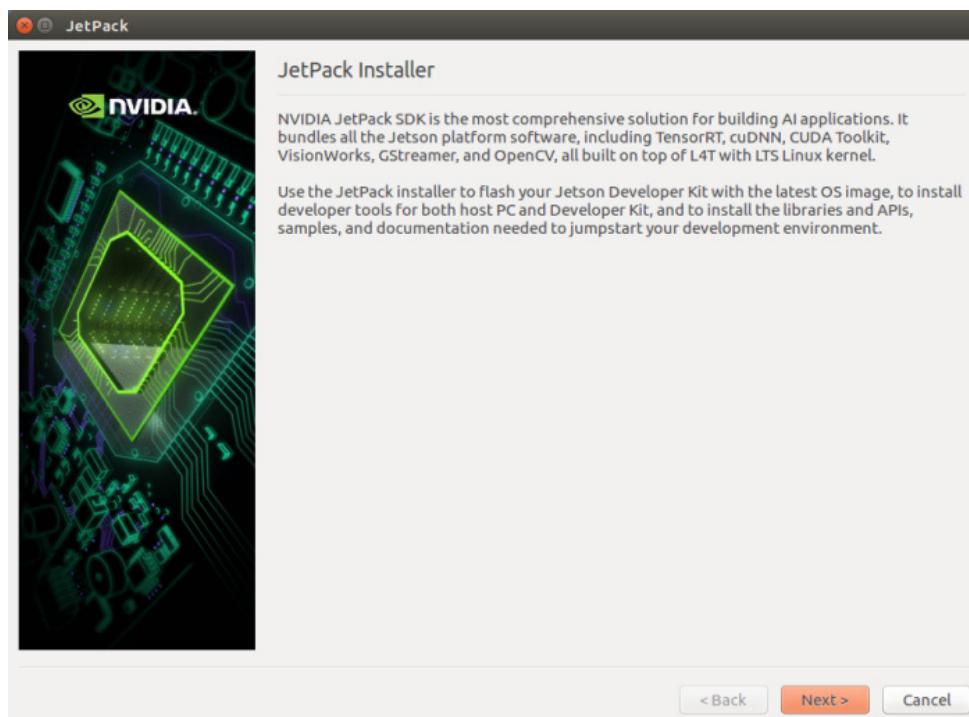 JetPack
NVIDIA.
JetPack Installer
NVIDIA JetPack SDK is the most comprehensive solution for building AI applications. It
bundles all the Jetson platform software, including TensorRT, cuDNN, CUDA Toolkit,
VisionWorks, GStreamer, and OpenCV, all built on top of L4T with LTS Linux kernel.
Use the JetPack installer to flash your Jetson Developer Kit with the latest OS image, to install
developer tools for both host PC and Developer Kit, and to install the libraries and APIs,
samples, and documentation needed to jumpstart your development environment.
< Back Next > Cancel